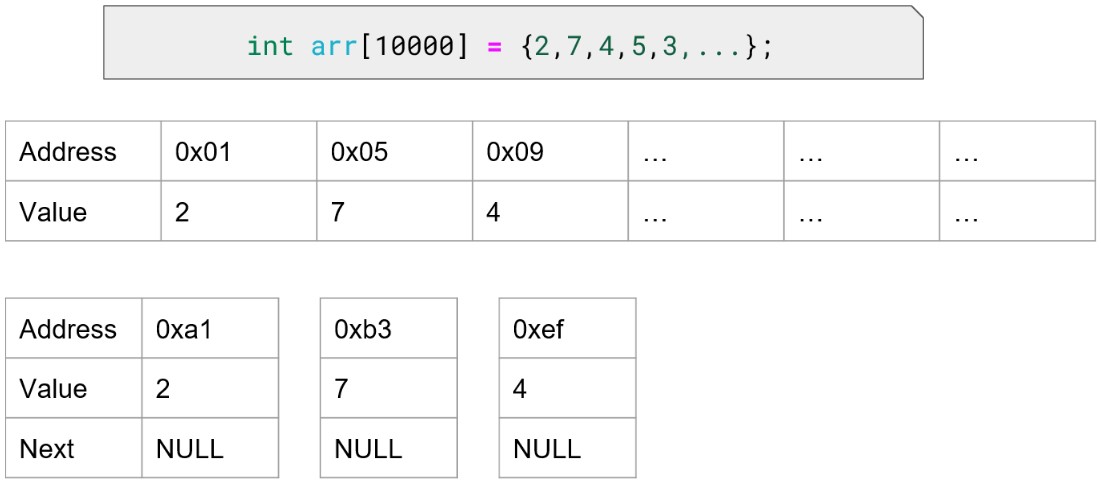 int arr[10000] = {2,7,4,5,3,...};
Address 0x01 0x05 0x09 ... ... ...
Value 2 7 4 ... ... ...
Address 0xa1 0xb3 0xef
Value 2 7 4
Next NULL NULL NULL